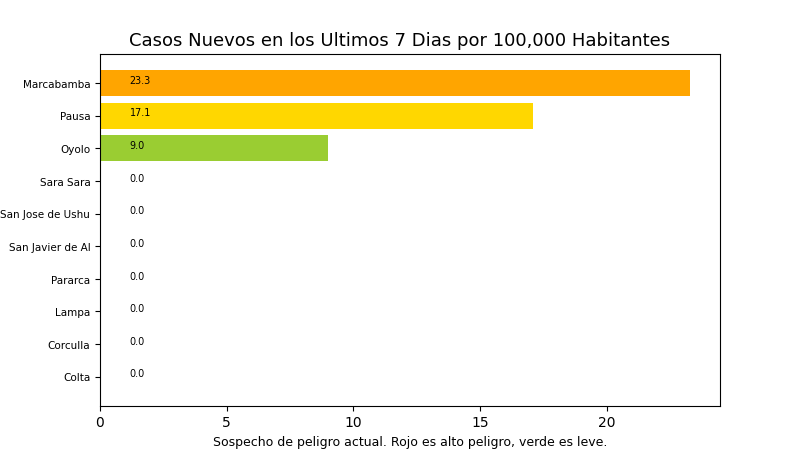 Casos Nuevos en los Ultimos 7 Dias por 100,000 Habitantes
Marcabamba 23.3
Pausa 17.1
Oyolo 9.0
Sara Sara 0.0
San Jose de Ushu 0.0
San Javier de Al 0.0
Pararca 0.0
Lampa 0.0
Corculla 0.0
Colta 0.0
0 5 10 15 20
Sospecho de peligro actual. Rojo es alto peligro, verde es leve.